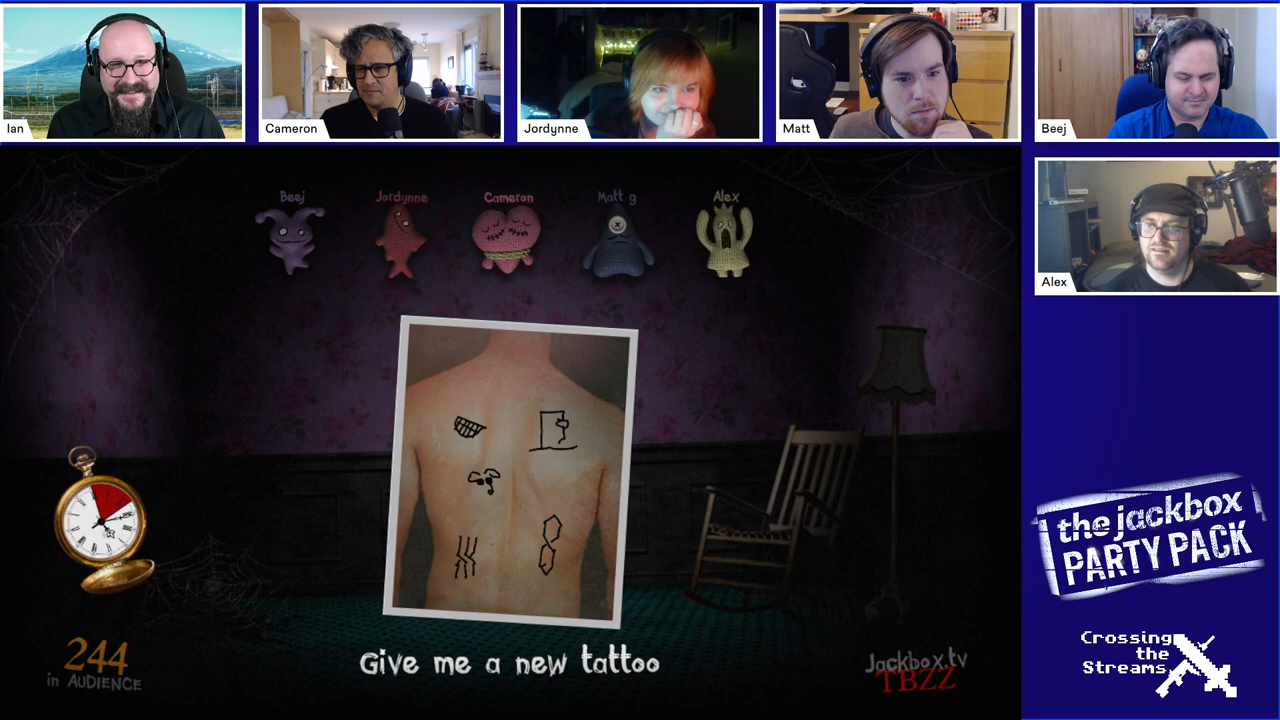 Ian
Cameron
Jordynne
Matt
Beej
Alex
Beej
Jordynne
Cameron
Matt g
Alex
244
in AUDIENCE
Give me a new tattoo
Jackbox.tv
TBZZ
the jackbox
PARTY PACK
Crossing
the
Streams